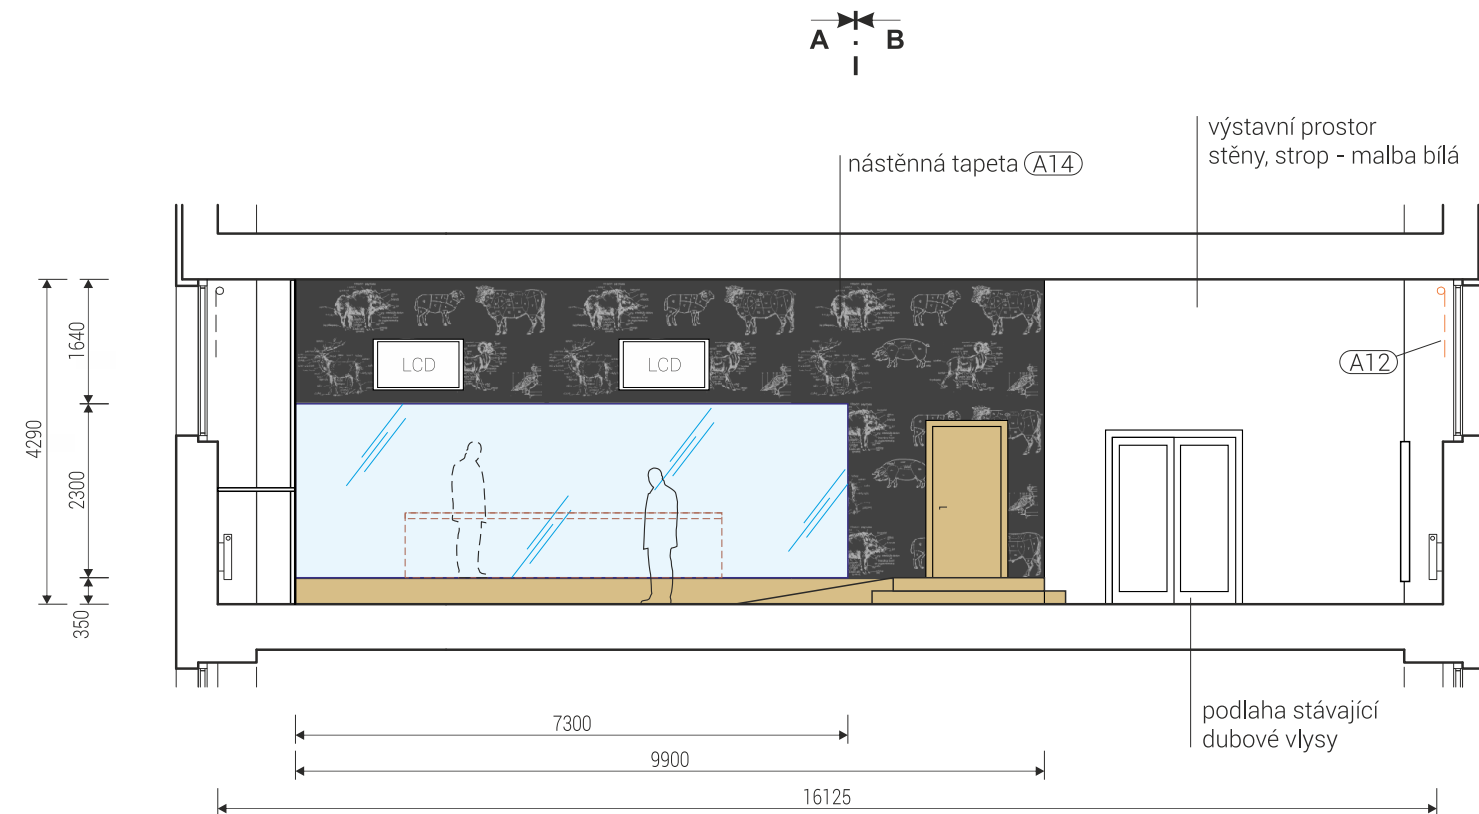 A B
výstavní prostor
stěny, strop - malba bílá
nástěnná tapeta A14
LCD
LCD
A12
1640
4290
2300
350
podlaha stávající
dubové vlysy
7300
9900
16125